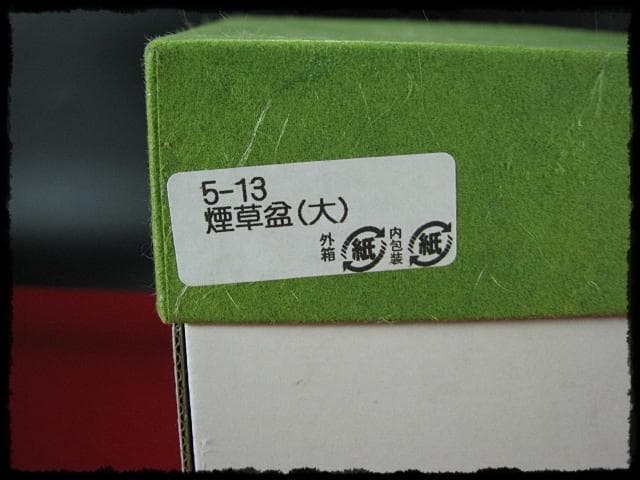 5-13
煙草盆(大)
外箱 紙 内包装 紙